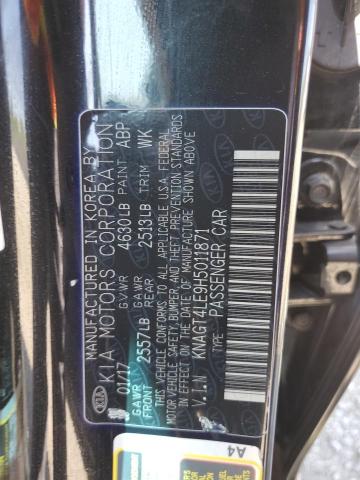 MANUFACTURED IN KOREA BY
KIA MOTORS CORPORATION
01/17 GVWR 4630LB PAINT ABP
GAWR FRONT 2557LB GAWR REAR 2513LB TRIM WK
THIS VEHICLE CONFORMS TO ALL APPLICABLE U.S.A. FEDERAL
MOTOR VEHICLE SAFETY, BUMPER, AND THEFT PREVENTION STANDARDS
IN EFFECT ON THE DATE OF MANUFACTURE SHOWN ABOVE.
V.I.N: KNAGT4LE9H5011871
TYPE: PASSENGER CAR
KIA
A4